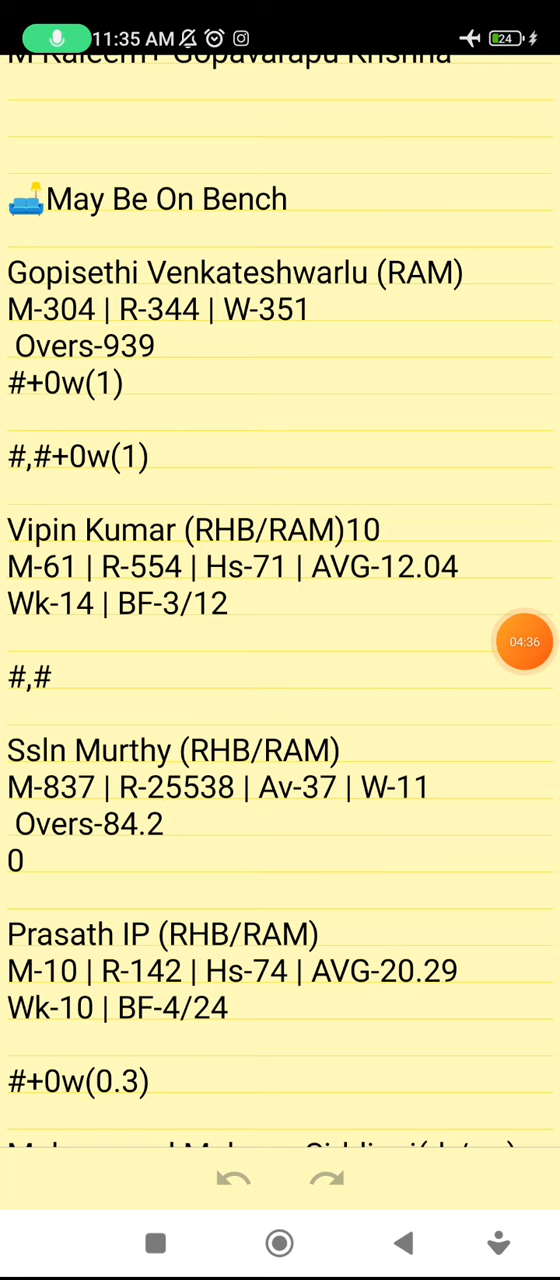 11:35 AM
24
M Kaleem+ Gopavarapu Krishna
May Be On Bench
Gopisethi Venkateshwarlu (RAM)
M-304 | R-344 | W-351
Overs-939
#+0w(1)
#,#+0w(1)
Vipin Kumar (RHB/RAM)10
M-61 | R-554 | Hs-71 | AVG-12.04
Wk-14 | BF-3/12
04:36
#,#
Ssln Murthy (RHB/RAM)
M-837 | R-25538 | Av-37 | W-11
Overs-84.2
0
Prasath IP (RHB/RAM)
M-10 | R-142 | Hs-74 | AVG-20.29
Wk-10 | BF-4/24
#+0w(0.3)